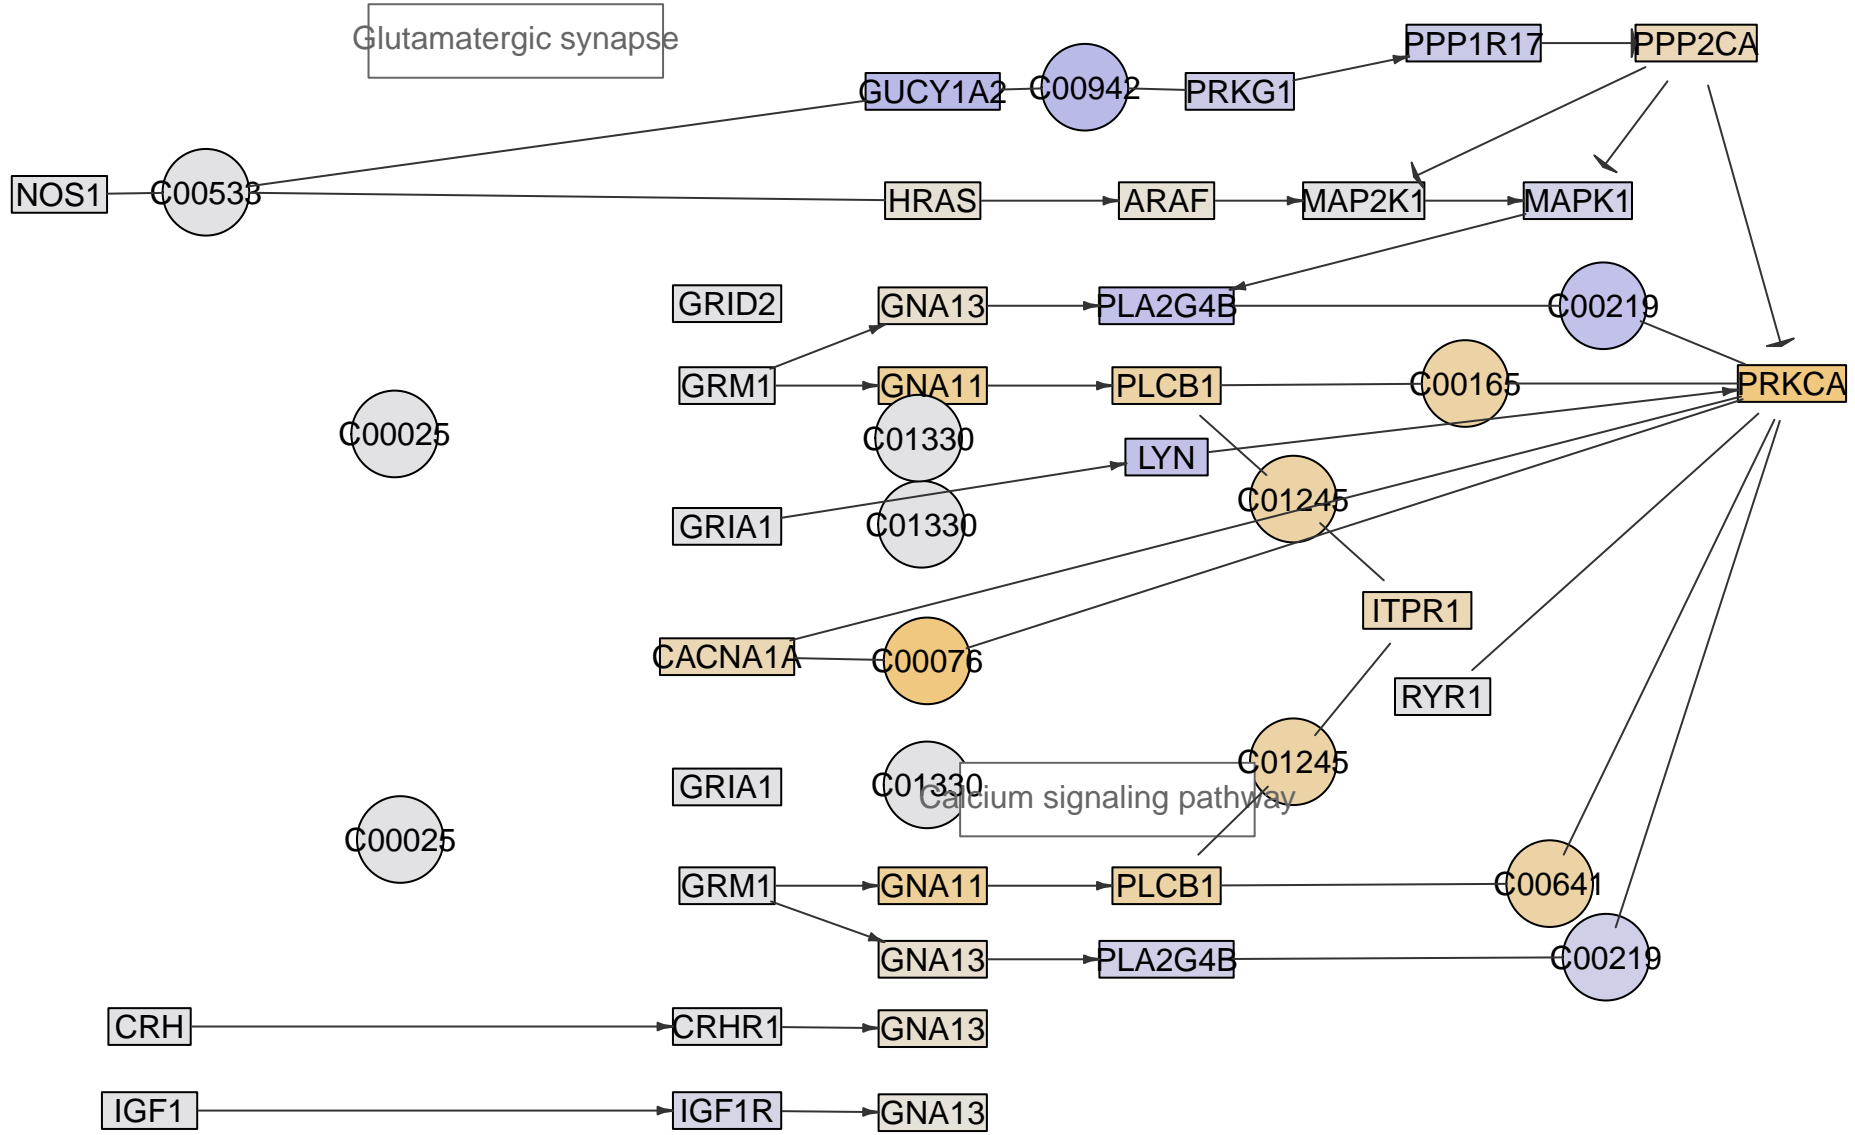 Glutamatergic synapse
PPP1R17
PPP2CA
GUCY1A2
C00942
PRKG1
NOS1
C00533
HRAS
ARAF
MAP2K1
MAPK1
GRID2
GNA13
PLA2G4B
C00219
GRM1
GNA11
PLCB1
C00165
PRKCA
C00025
C01330
LYN
C01245
GRIA1
C01330
ITPR1
CACNA1A
C00076
RYR1
GRIA1
C01330
C01245
Calcium signaling pathway
C00025
GRM1
GNA11
PLCB1
C00641
GNA13
PLA2G4B
C00219
CRH
CRHR1
GNA13
IGF1
IGF1R
GNA13